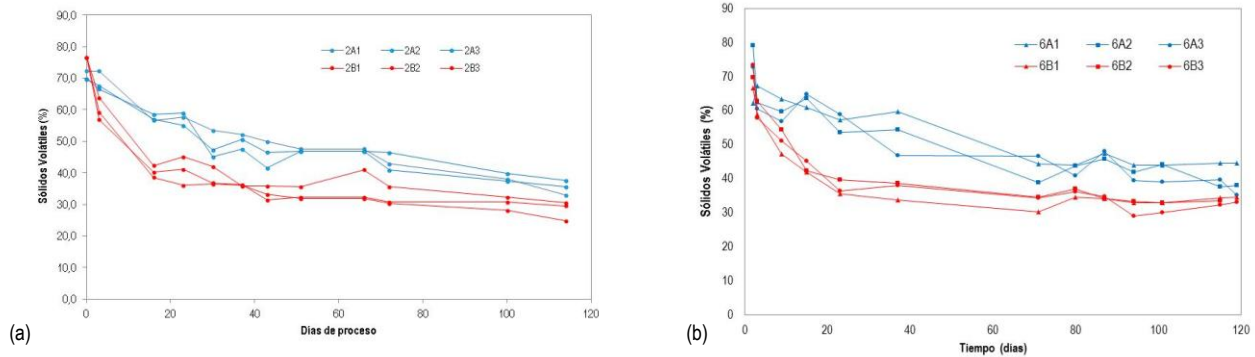 90,0
80,0
70,0
60,0
50,0
40,0
30,0
20,0
10,0
0,0
Sólidos Volátiles (%)
2A1 2A2 2A3
2B1 2B2 2B3
0 20 40 60 80 100 120
Días de proceso
(a)
90
80
70
60
50
40
30
20
10
0
Sólidos Volátiles (%)
6A1 6A2 6A3
6B1 6B2 6B3
0 20 40 60 80 100 120
Tiempo (días)
(b)